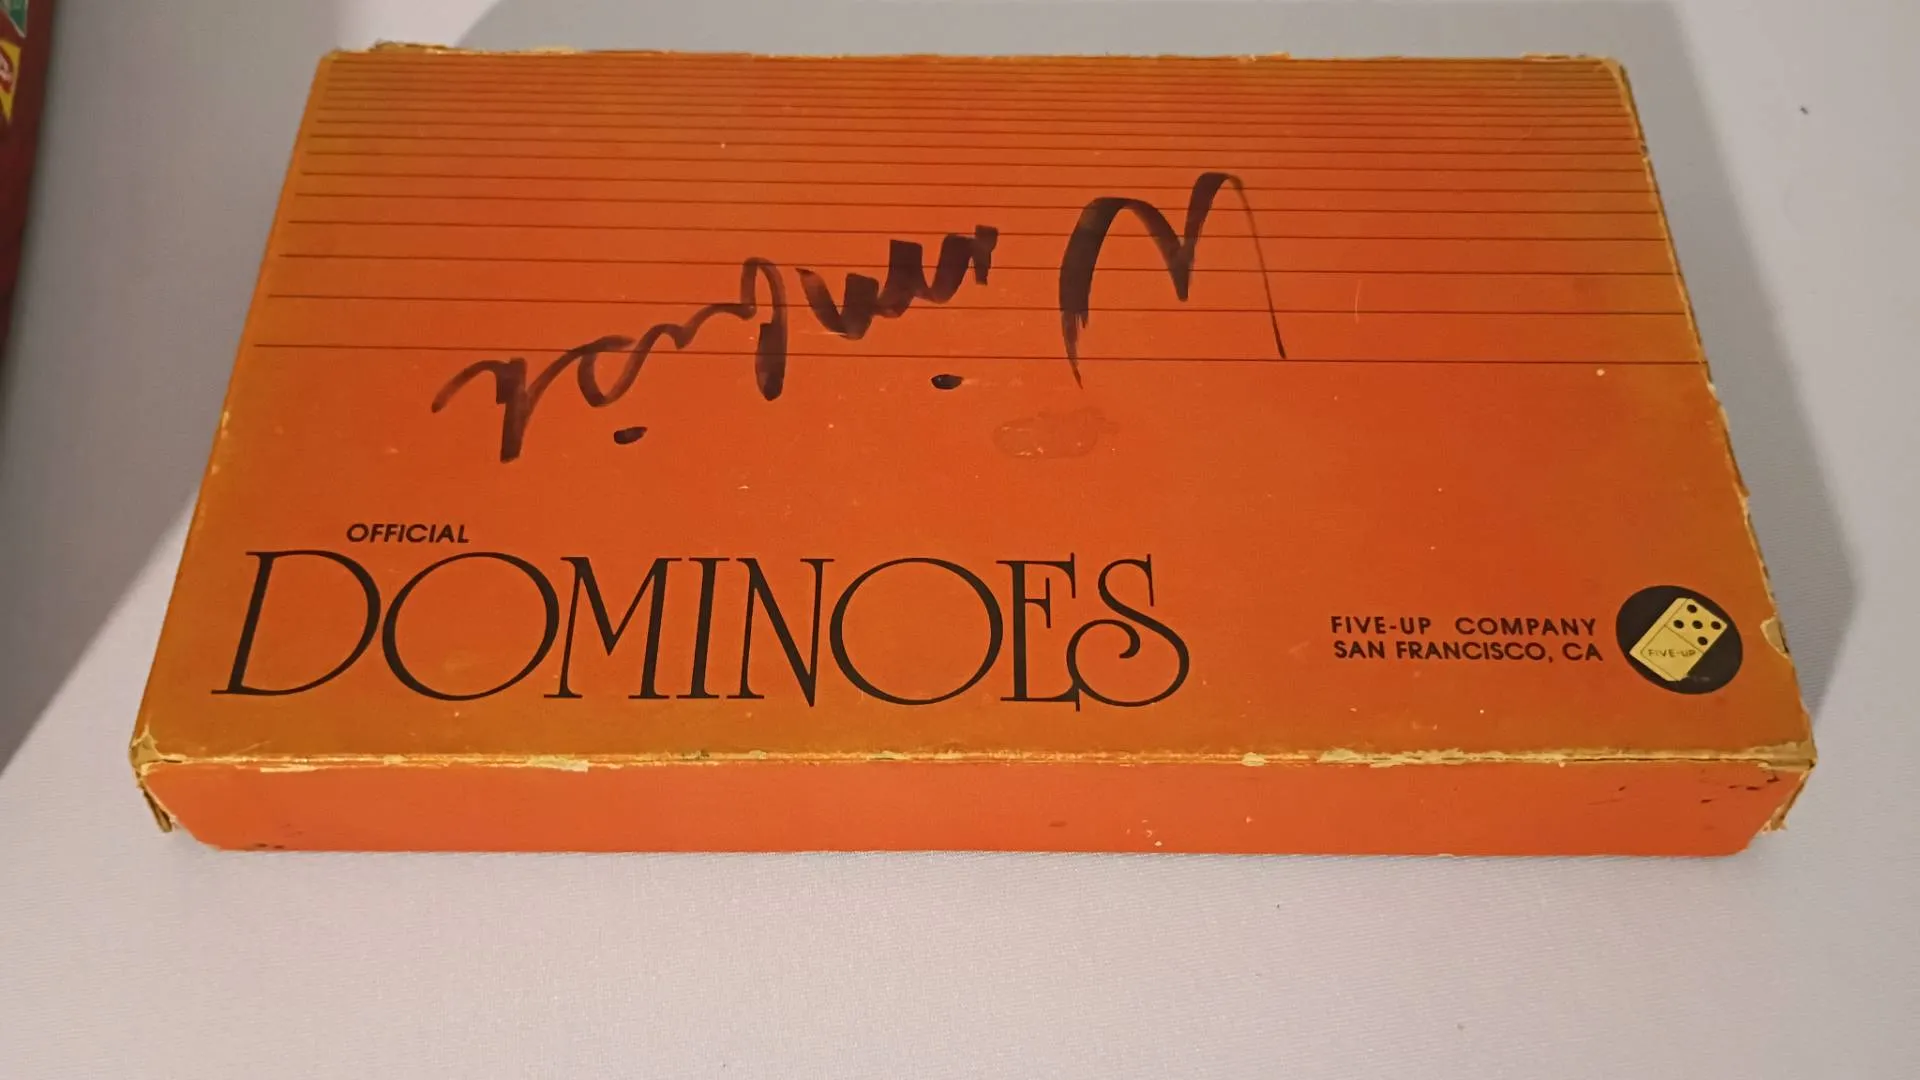 OFFICIAL
DOMINOES
FIVE-UP COMPANY
SAN FRANCISCO, CA
FIVE-UP